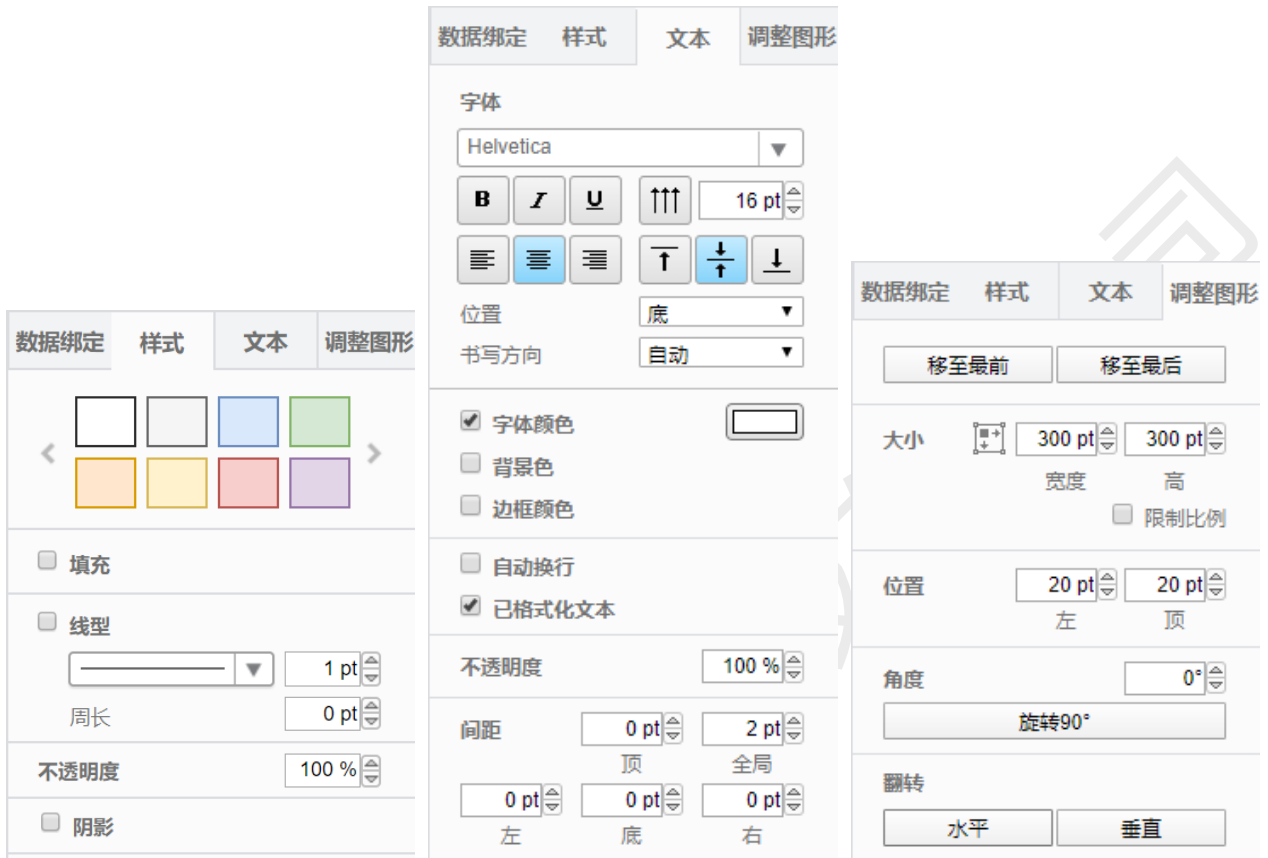 数据绑定 样式 文本 调整图形
填充
线型
1 pt
周长 0 pt
不透明度 100 %
阴影
数据绑定 样式 文本 调整图形
字体
Helvetica
B I U 16 pt
位置 底
书写方向 自动
字体颜色
背景色
边框颜色
自动换行
已格式化文本
不透明度 100 %
间距 0 pt 2 pt
顶 全局
0 pt 0 pt 0 pt
左 底 右
数据绑定 样式 文本 调整图形
移至最前 移至最后
大小 300 pt 300 pt
宽度 高
限制比例
位置 20 pt 20 pt
左 顶
角度 0°
旋转90°
翻转
水平 垂直